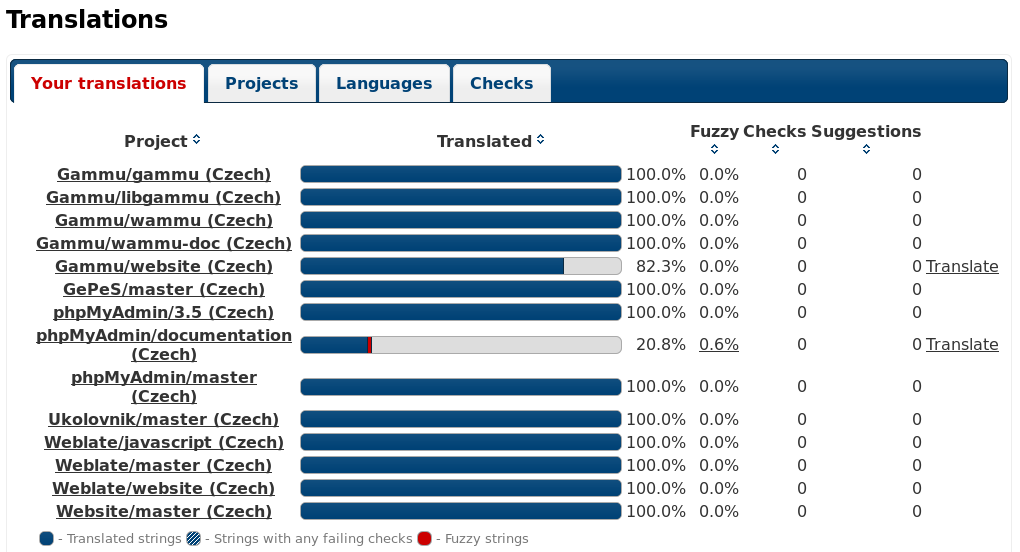 Translations
Your translations Projects Languages Checks
Project Translated Fuzzy Checks Suggestions
Gammu/gammu (Czech) 100.0% 0.0% 0 0
Gammu/libgammu (Czech) 100.0% 0.0% 0 0
Gammu/wammu (Czech) 100.0% 0.0% 0 0
Gammu/wammu-doc (Czech) 100.0% 0.0% 0 0
Gammu/website (Czech) 82.3% 0.0% 0 0 Translate
GePeS/master (Czech) 100.0% 0.0% 0 0
phpMyAdmin/3.5 (Czech) 100.0% 0.0% 0 0
phpMyAdmin/documentation
(Czech) 20.8% 0.6% 0 0 Translate
phpMyAdmin/master
(Czech) 100.0% 0.0% 0 0
Ukolovnik/master (Czech) 100.0% 0.0% 0 0
Weblate/javascript (Czech) 100.0% 0.0% 0 0
Weblate/master (Czech) 100.0% 0.0% 0 0
Weblate/website (Czech) 100.0% 0.0% 0 0
Website/master (Czech) 100.0% 0.0% 0 0
- Translated strings - Strings with any failing checks - Fuzzy strings